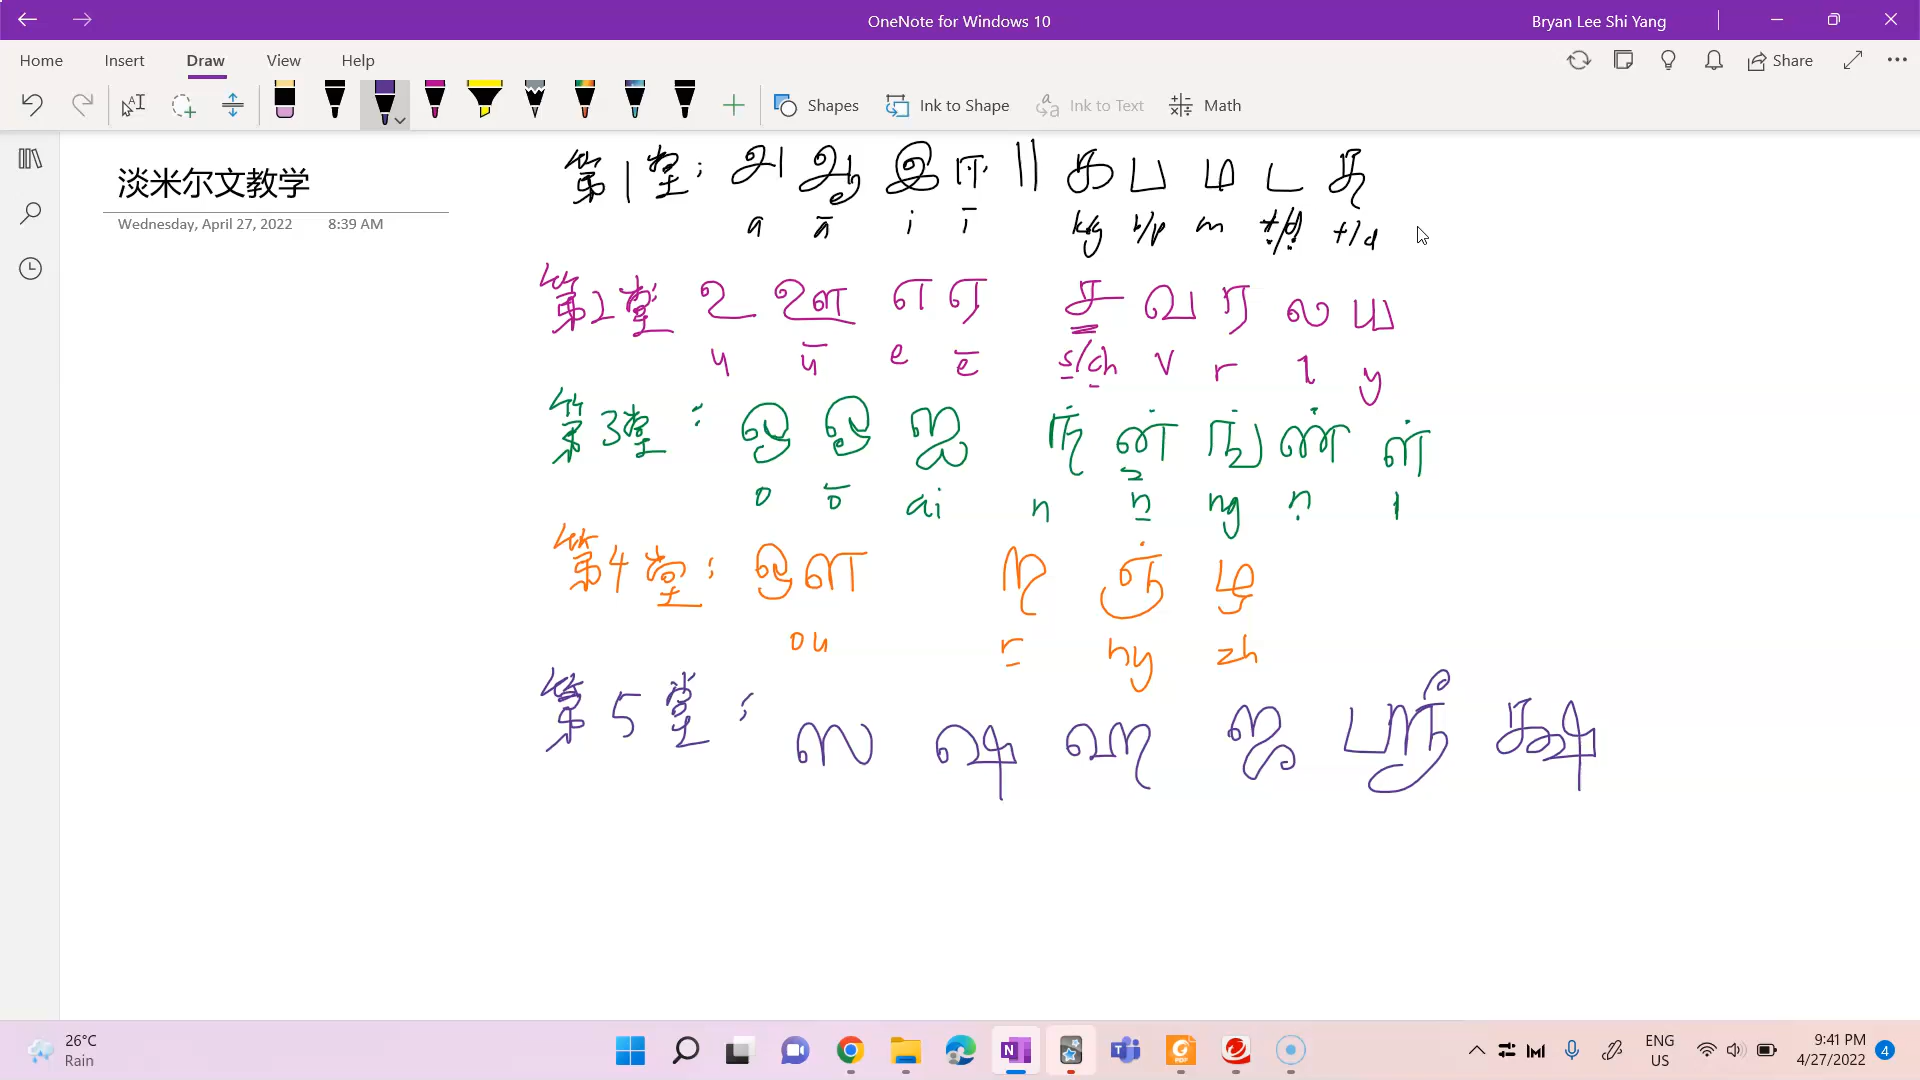 OneNote for Windows 10
Bryan Lee Shi Yang
Home Insert Draw View Help Share
Shapes Ink to Shape Ink to Text Math
淡米尔文教学
Wednesday, April 27, 2022 8:39 AM
第1堂: அ ஆ இ ஈ || க ப ம ட த
a ā i ī k/g b/p m ṭ/ḍ t/d
第2堂: உ ஊ எ ஏ ச வ ர ல ய
u ū e ē s/ch v r l y
第3堂: ஒ ஓ ஐ ந் ன் ங் ண் ள்
o ō ai n ṉ ng ṇ l
第4堂: ஔ ற ஞ் ழ
ou ṟ ny zh
第5堂: ஸ ஷ ஹ ஜ க்ஷ
26°C
Rain
ENG
US
9:41 PM
4/27/2022
4